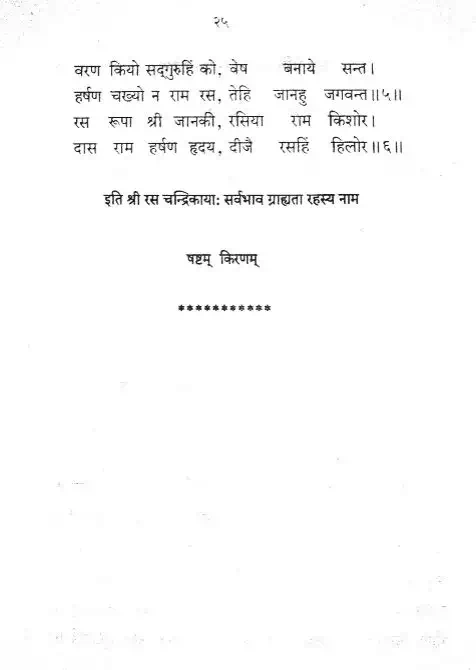 २५
वरण कियो सद्गुरुहिं को, वेष बनाये सन्त।
हर्षण चख्यो न राम रस, तेहि जानहु जगवन्त॥५॥
रस रूपा श्री जानकी, रसिया राम किशोर।
दास राम हर्षण हृदय, दीजै रसहिं हिलोर॥६॥
इति श्री रस चन्द्रिकायाः सर्वभाव ग्राह्यता रहस्य नाम
षष्टम् किरणम्
***********